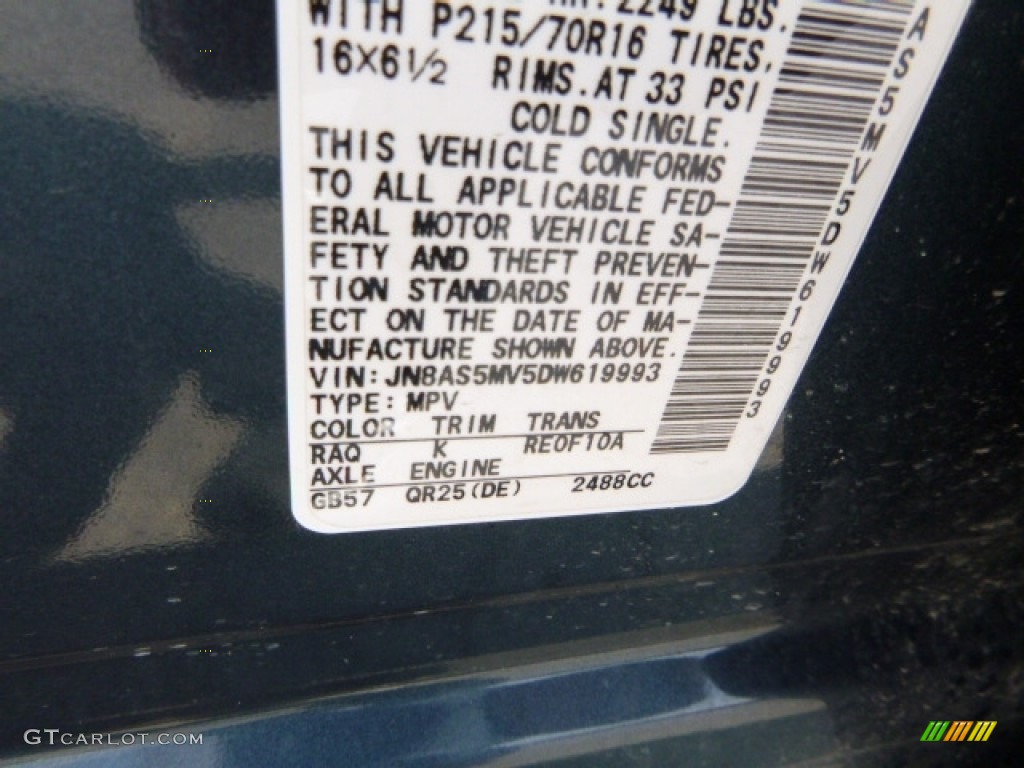 RR:2249 LBS.
WITH P215/70R16 TIRES,
16X6½ RIMS.AT 33 PSI
COLD SINGLE.
THIS VEHICLE CONFORMS
TO ALL APPLICABLE FED-
ERAL MOTOR VEHICLE SA-
FETY AND THEFT PREVEN-
TION STANDARDS IN EFF-
ECT ON THE DATE OF MA-
NUFACTURE SHOWN ABOVE.
VIN:JN8AS5MV5DW619993
TYPE:MPV
COLOR TRIM TRANS
RAQ K REOF10A
AXLE ENGINE
GB57 QR25(DE) 2488CC
AS5MV5DW619993
GTCARLOT.COM